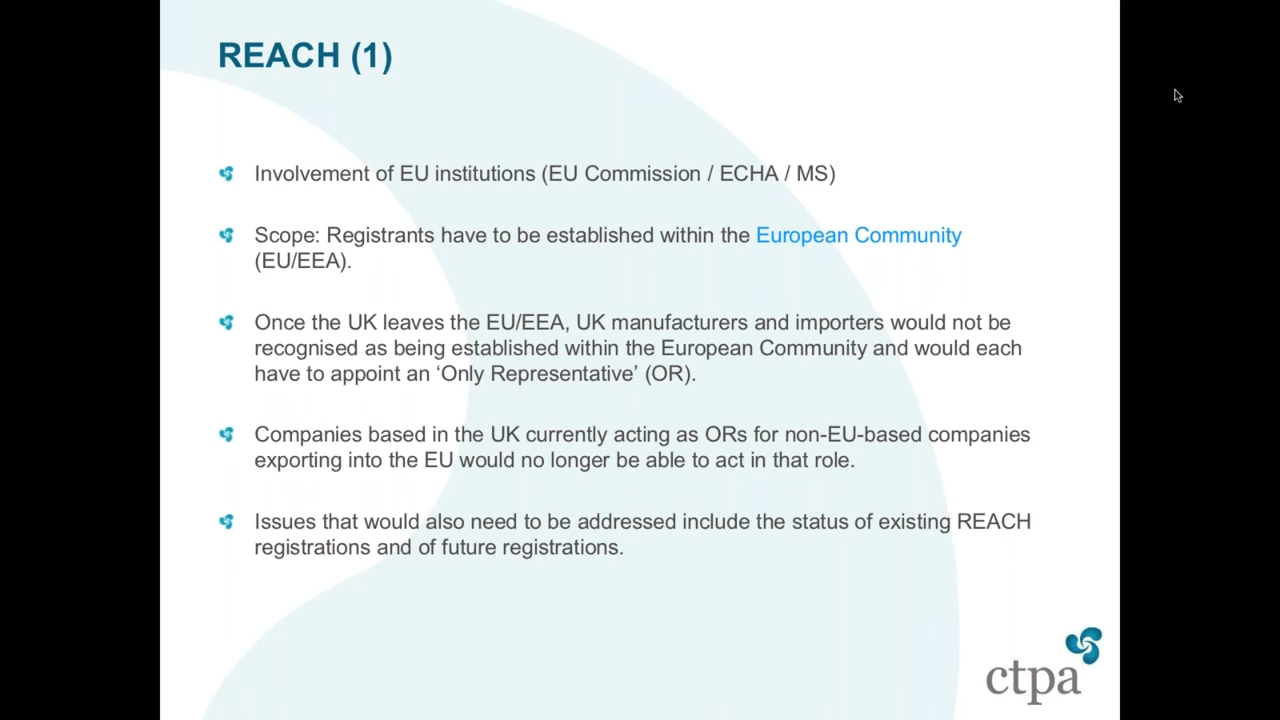 REACH (1)
Involvement of EU institutions (EU Commission / ECHA / MS)
Scope: Registrants have to be established within the European Community
(EU/EEA).
Once the UK leaves the EU/EEA, UK manufacturers and importers would not be
recognised as being established within the European Community and would each
have to appoint an ‘Only Representative’ (OR).
Companies based in the UK currently acting as ORs for non-EU-based companies
exporting into the EU would no longer be able to act in that role.
Issues that would also need to be addressed include the status of existing REACH
registrations and of future registrations.
ctpa